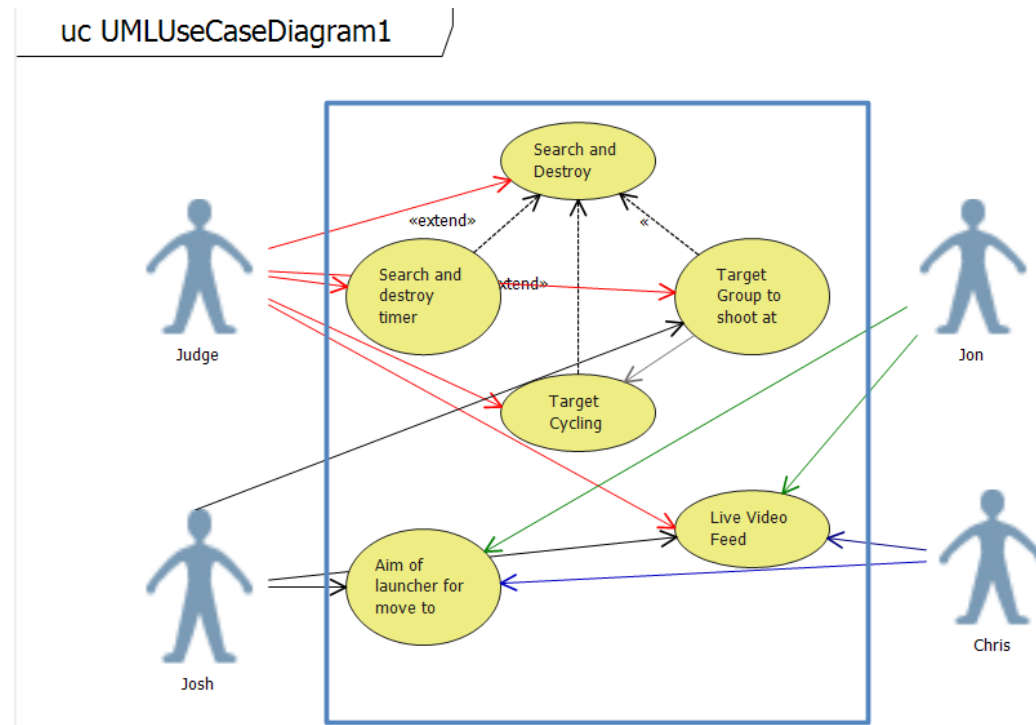 uc UMLUseCaseDiagram1
Search and
Destroy
«extend»
«
Search and
destroy
timer
xtend»
Target
Group to
shoot at
Judge
Jon
Target
Cycling
Live Video
Feed
Aim of
launcher for
move to
Chris
Josh